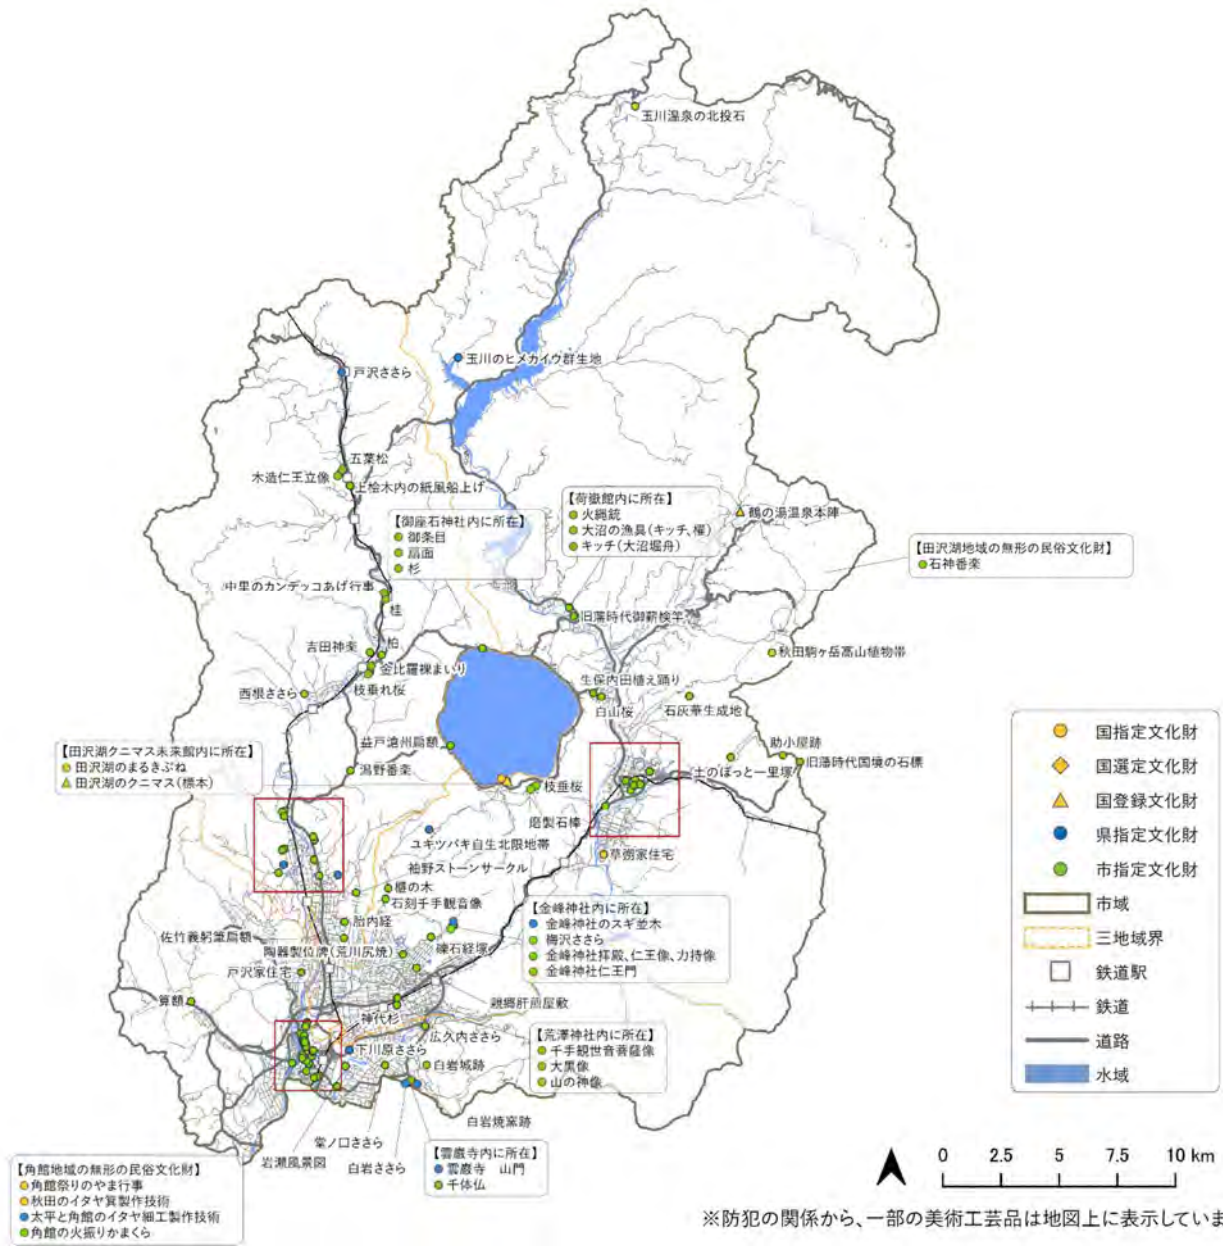 玉川温泉の北投石
玉川のヒメカイウ群生地
戸沢ささら
五葉松
木造仁王立像
上桧木内の紙風船上げ
【御座石神社内に所在】
御条目
扇面
杉
【荷嶽館内に所在】
火縄銃
大沼の漁具(キッチ、櫂)
キッチ(大沼堀舟)
鶴の湯温泉本陣
【田沢湖地域の無形の民俗文化財】
石神番楽
中里のカンデッコあげ行事
桂
旧藩時代御薪検竿
吉田神楽
柏
金比羅裸まいり
枝垂れ桜
秋田駒ヶ岳高山植物帯
西根ささら
生保内田植え踊り
白山桜
石灰華生成地
益戸滄州扁額
助小屋跡
旧藩時代国境の石標
【田沢湖クニマス未来館内に所在】
田沢湖のまるきぶね
田沢湖のクニマス(標本)
潟野番楽
土のぼっと一里塚
枝垂桜
磨製石棒
ユキツバキ自生北限地帯
草彅家住宅
袖野ストーンサークル
樒の木
石刻千手観音像
【金峰神社内に所在】
金峰神社のスギ並木
梅沢ささら
金峰神社拝殿、仁王像、力持像
金峰神社仁王門
胎内経
佐竹義躬筆扁額
礫石経塚
陶器製位牌(荒川尻焼)
戸沢家住宅
算額
親郷肝煎屋敷
神代杉
広久内ささら
【荒澤神社内に所在】
千手観世音菩薩像
大黒像
山の神像
下川原ささら
白岩城跡
白岩焼窯跡
堂ノ口ささら
岩瀬風景図
白岩ささら
【雲巌寺内に所在】
雲巌寺 山門
千体仏
【角館地域の無形の民俗文化財】
角館祭りのやま行事
秋田のイタヤ箕製作技術
太平と角館のイタヤ細工製作技術
角館の火振りかまくら
国指定文化財
国選定文化財
国登録文化財
県指定文化財
市指定文化財
市域
三地域界
鉄道駅
鉄道
道路
水域
0 2.5 5 7.5 10 km
※防犯の関係から、一部の美術工芸品は地図上に表示していま